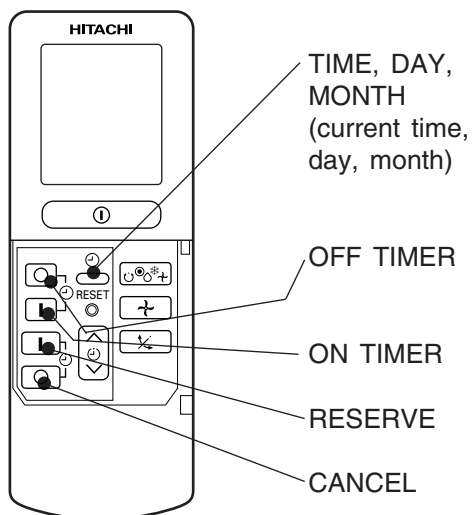 HITACHI
TIME, DAY,
MONTH
(current time,
day, month)
OFF TIMER
RESET
ON TIMER
RESERVE
CANCEL